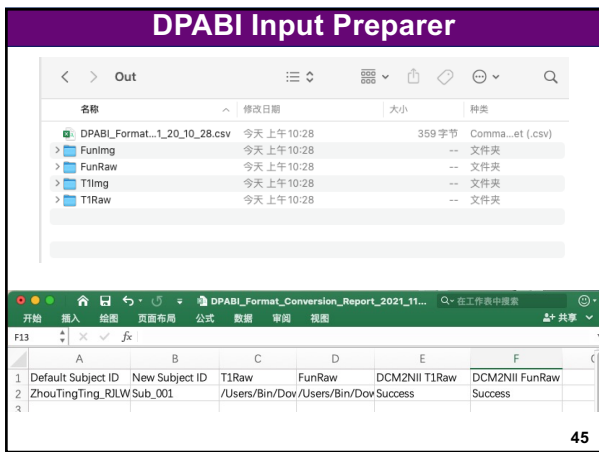 DPABI Input Preparer
Out
名称 修改日期 大小 种类
DPABI_Format...1_20_10_28.csv 今天 上午10:28 359 字节 Comma...et (.csv)
FunImg 今天 上午10:28 -- 文件夹
FunRaw 今天 上午10:28 -- 文件夹
T1Img 今天 上午10:28 -- 文件夹
T1Raw 今天 上午10:28 -- 文件夹
DPABI_Format_Conversion_Report_2021_11... 在工作表中搜索
开始 插入 绘图 页面布局 公式 数据 审阅 视图 共享
F13 fx
A B C D E F
1 Default Subject ID New Subject ID T1Raw FunRaw DCM2NII T1Raw DCM2NII FunRaw
2 ZhouTingTing_RJLW Sub_001 /Users/Bin/Dov /Users/Bin/Dov Success Success
3
45